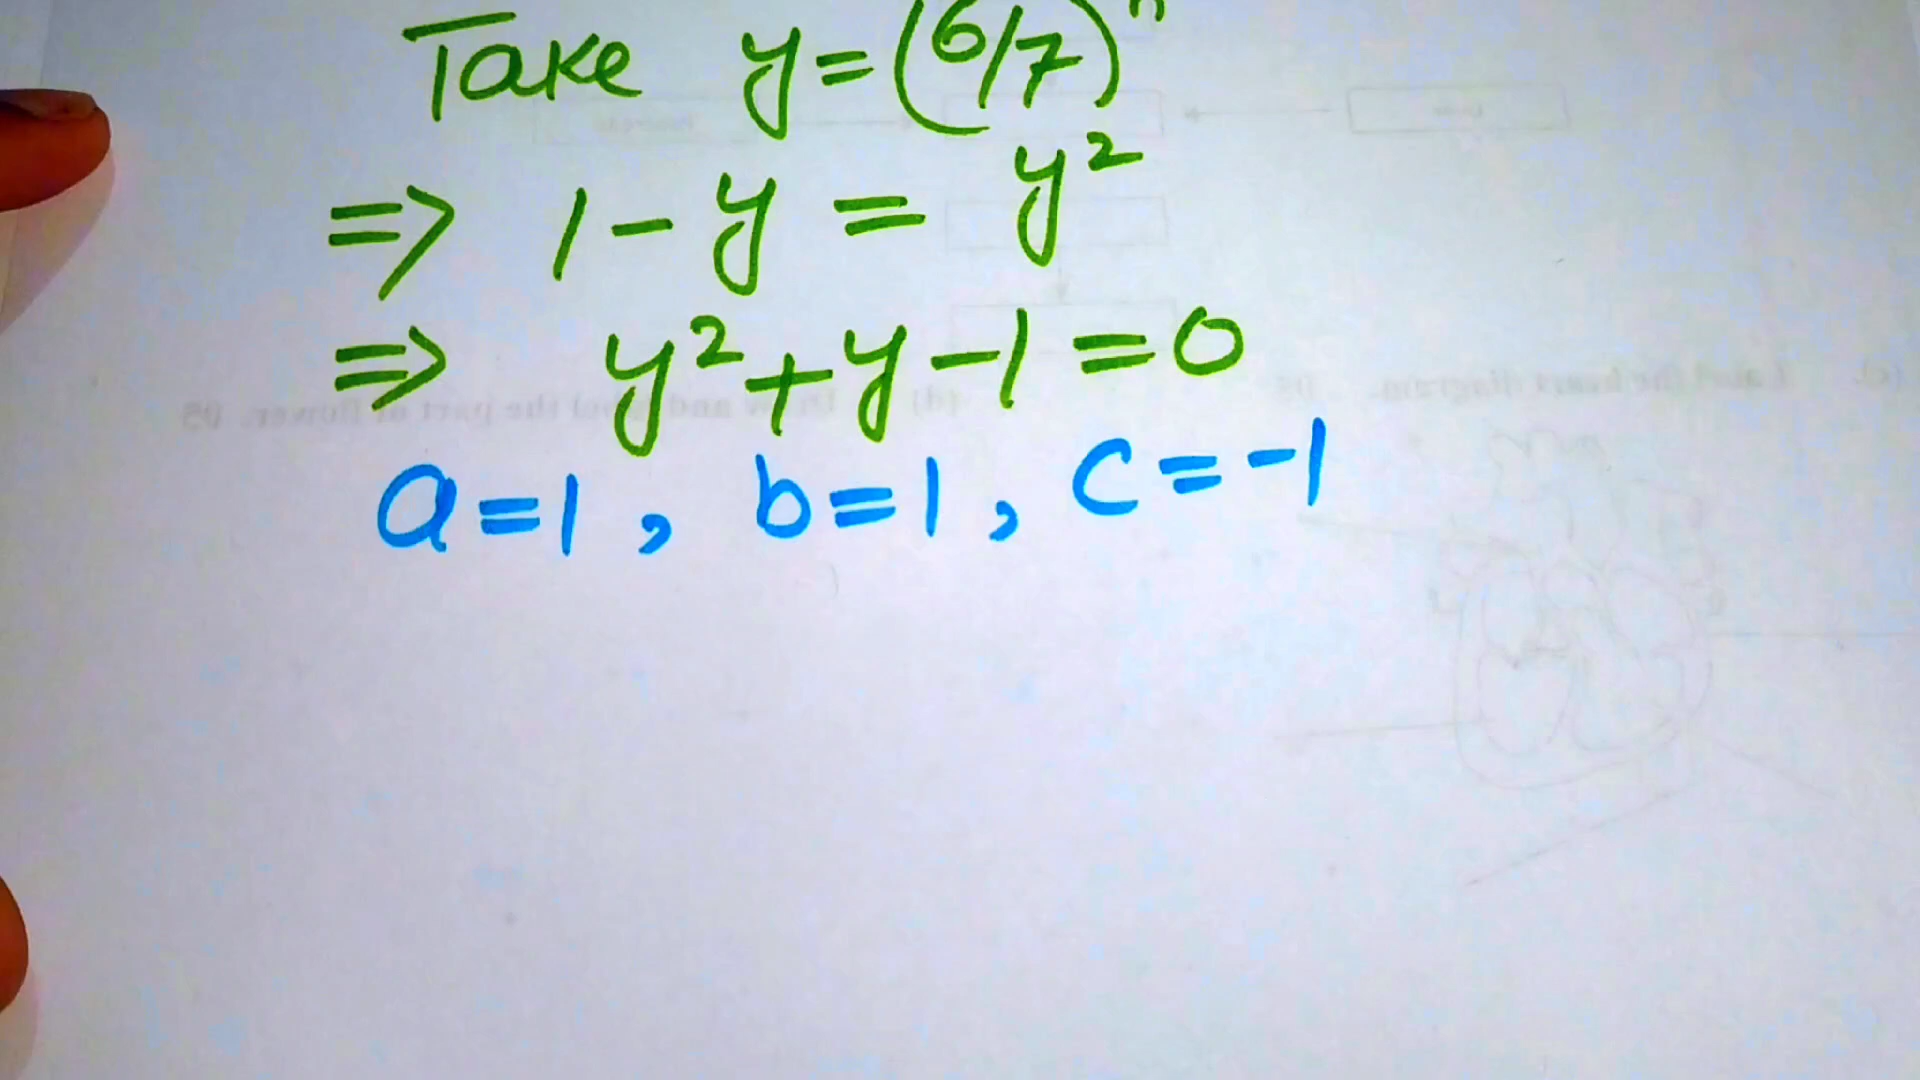 Take y=(6/7)^n
=> 1-y = y²
=> y²+y-1=0
a=1, b=1, c=-1